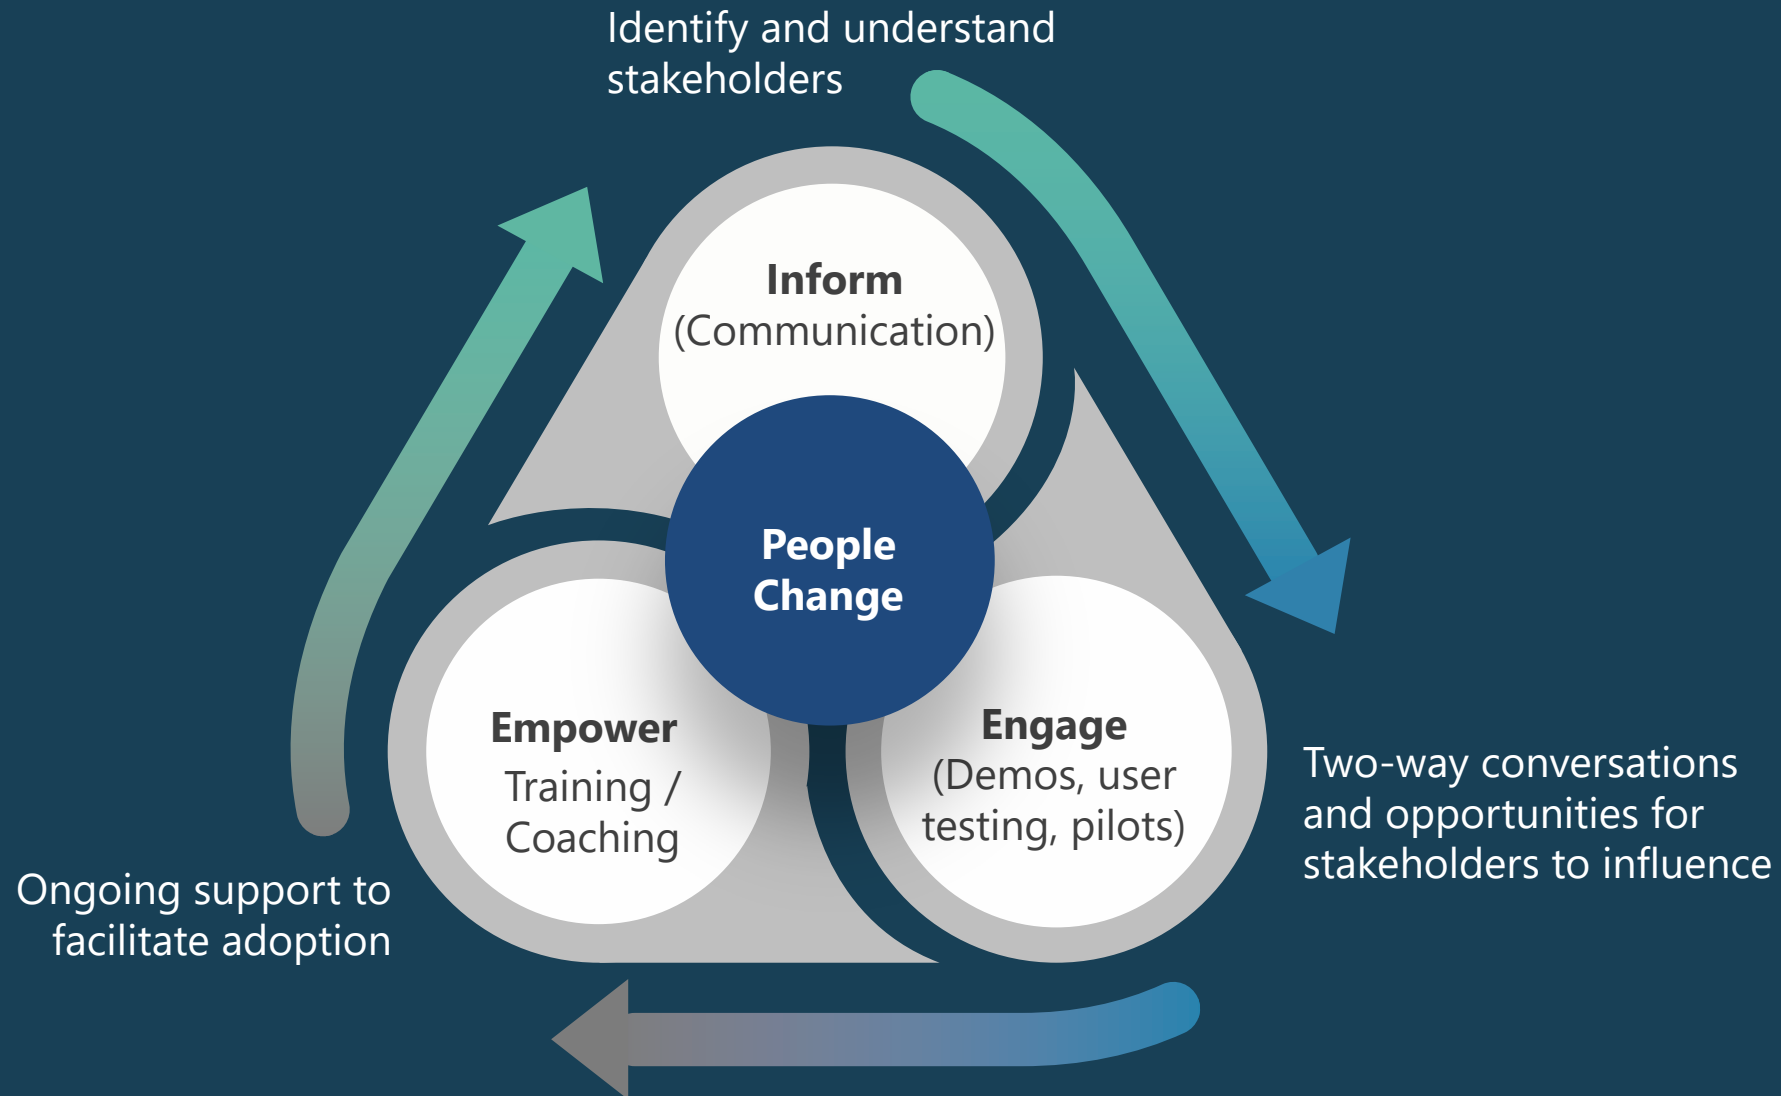 Identify and understand
stakeholders
Inform
(Communication)
People
Change
Empower
Training /
Coaching
Engage
(Demos, user
testing, pilots)
Two-way conversations
and opportunities for
stakeholders to influence
Ongoing support to
facilitate adoption